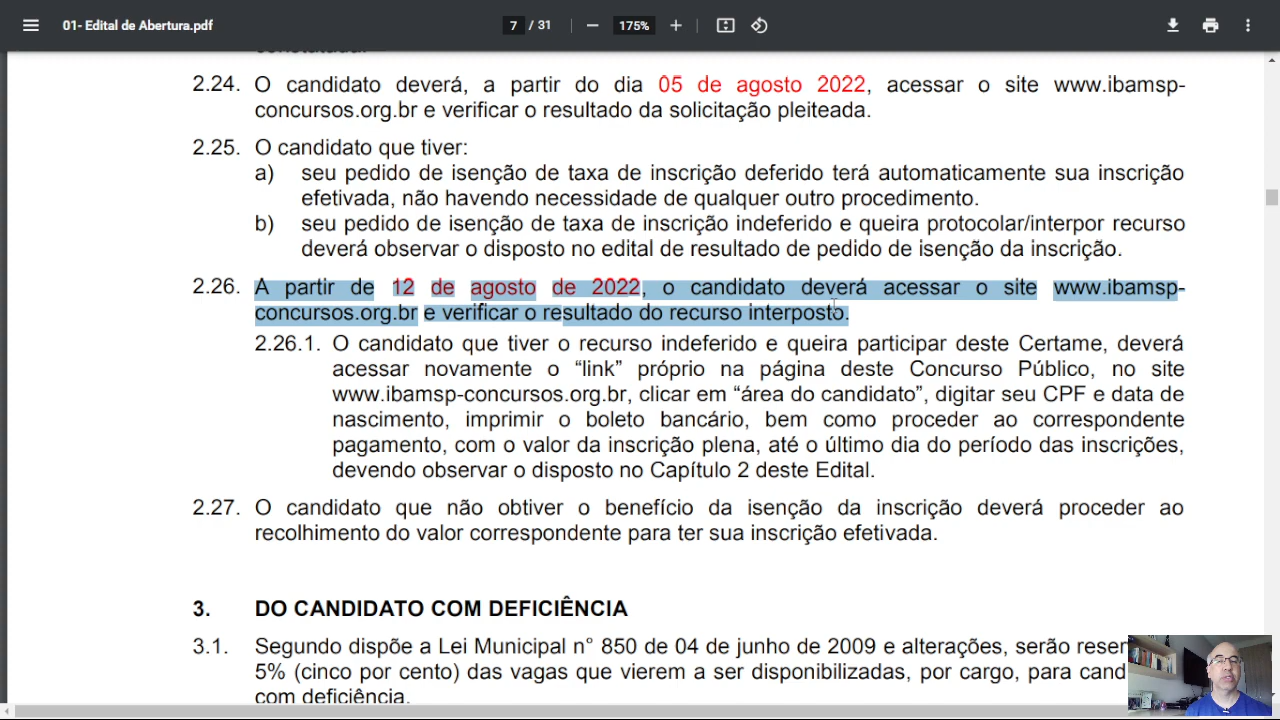 01- Edital de Abertura.pdf
7 / 31
175%
constatada.
2.24. O candidato deverá, a partir do dia 05 de agosto 2022, acessar o site www.ibamsp-
concursos.org.br e verificar o resultado da solicitação pleiteada.
2.25. O candidato que tiver:
a) seu pedido de isenção de taxa de inscrição deferido terá automaticamente sua inscrição
efetivada, não havendo necessidade de qualquer outro procedimento.
b) seu pedido de isenção de taxa de inscrição indeferido e queira protocolar/interpor recurso
deverá observar o disposto no edital de resultado de pedido de isenção da inscrição.
2.26. A partir de 12 de agosto de 2022, o candidato deverá acessar o site www.ibamsp-
concursos.org.br e verificar o resultado do recurso interposto.
2.26.1. O candidato que tiver o recurso indeferido e queira participar deste Certame, deverá
acessar novamente o “link” próprio na página deste Concurso Público, no site
www.ibamsp-concursos.org.br, clicar em “área do candidato”, digitar seu CPF e data de
nascimento, imprimir o boleto bancário, bem como proceder ao correspondente
pagamento, com o valor da inscrição plena, até o último dia do período das inscrições,
devendo observar o disposto no Capítulo 2 deste Edital.
2.27. O candidato que não obtiver o benefício da isenção da inscrição deverá proceder ao
recolhimento do valor correspondente para ter sua inscrição efetivada.
3. DO CANDIDATO COM DEFICIÊNCIA
3.1. Segundo dispõe a Lei Municipal n° 850 de 04 de junho de 2009 e alterações, serão reser
5% (cinco por cento) das vagas que vierem a ser disponibilizadas, por cargo, para cand
com deficiência.